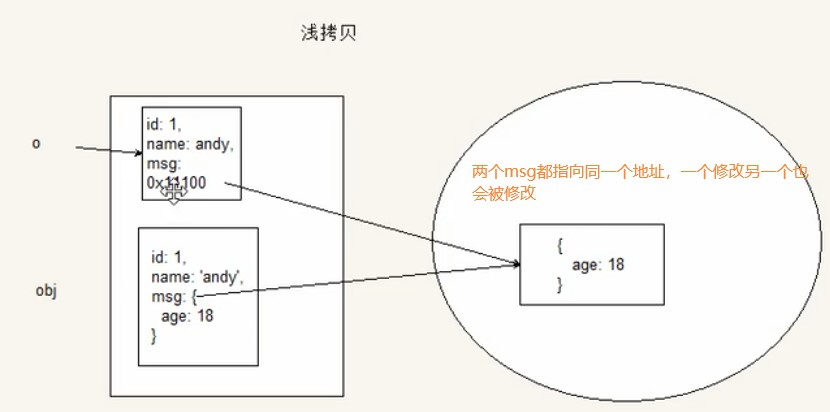 浅拷贝
o
id: 1,
name: andy,
msg:
0x11100
两个msg都指向同一个地址，一个修改另一个也
会被修改
obj
id: 1,
name: 'andy',
msg: {
age: 18
}
{
age: 18
}